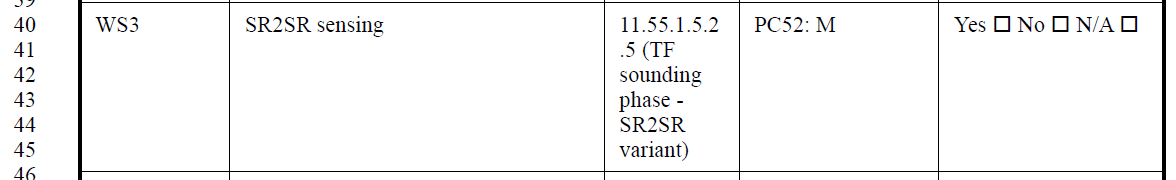 39
40 WS3 SR2SR sensing 11.55.1.5.2 PC52: M Yes ☐ No ☐ N/A ☐
41 .5 (TF
42 sounding
43 phase -
44 SR2SR
45 variant)
46